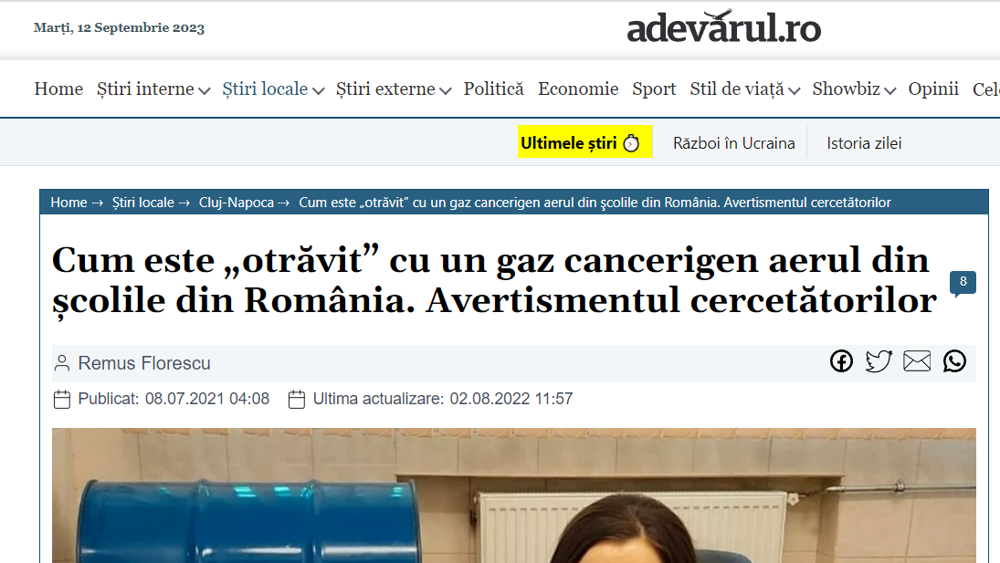 Marți, 12 Septembrie 2023
adevărul.ro
Home Știri interne Știri locale Știri externe Politică Economie Sport Stil de viață Showbiz Opinii Cel
Ultimele știri Război în Ucraina Istoria zilei
Home → Știri locale → Cluj-Napoca → Cum este „otrăvit” cu un gaz cancerigen aerul din şcolile din România. Avertismentul cercetătorilor
Cum este „otrăvit” cu un gaz cancerigen aerul din
școlile din România. Avertismentul cercetătorilor
8
Remus Florescu
Publicat: 08.07.2021 04:08 Ultima actualizare: 02.08.2022 11:57